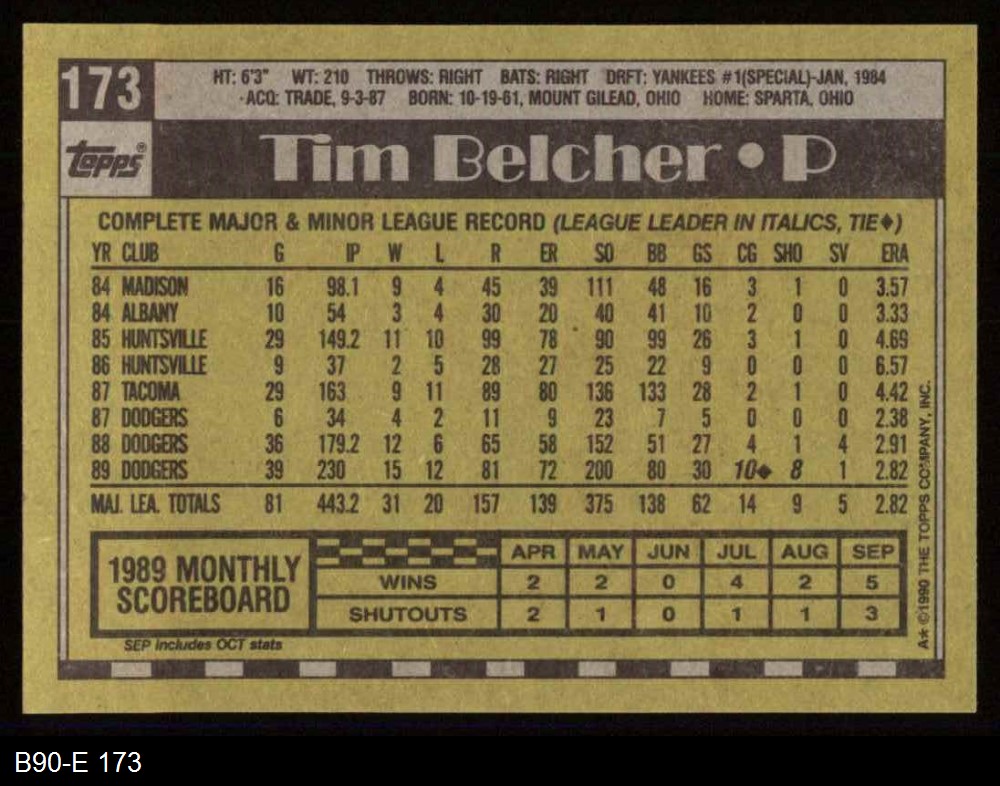 173
HT: 6'3" WT: 210 THROWS: RIGHT BATS: RIGHT DRFT: YANKEES #1(SPECIAL)-JAN, 1984
ACQ: TRADE, 9-3-87 BORN: 10-19-61, MOUNT GILEAD, OHIO HOME: SPARTA, OHIO
topps®
Tim Belcher • P
COMPLETE MAJOR & MINOR LEAGUE RECORD (LEAGUE LEADER IN ITALICS, TIE♦)
YR CLUB G IP W L R ER SO BB GS CG SHO SV ERA
84 MADISON 16 98.1 9 4 45 39 111 48 16 3 1 0 3.57
84 ALBANY 10 54 3 4 30 20 40 41 10 2 0 0 3.33
85 HUNTSVILLE 29 149.2 11 10 99 78 90 99 26 3 1 0 4.69
86 HUNTSVILLE 9 37 2 5 28 27 25 22 9 0 0 0 6.57
87 TACOMA 29 163 9 11 89 80 136 133 28 2 1 0 4.42
87 DODGERS 6 34 4 2 11 9 23 7 5 0 0 0 2.38
88 DODGERS 36 179.2 12 6 65 58 152 51 27 4 1 4 2.91
89 DODGERS 39 230 15 12 81 72 200 80 30 10♦ 8 1 2.82
MAJ. LEA. TOTALS 81 443.2 31 20 157 139 375 138 62 14 9 5 2.82
1989 MONTHLY SCOREBOARD
APR MAY JUN JUL AUG SEP
WINS 2 2 0 4 2 5
SHUTOUTS 2 1 0 1 1 3
SEP includes OCT stats
A★ ©1990 THE TOPPS COMPANY, INC.
B90-E 173